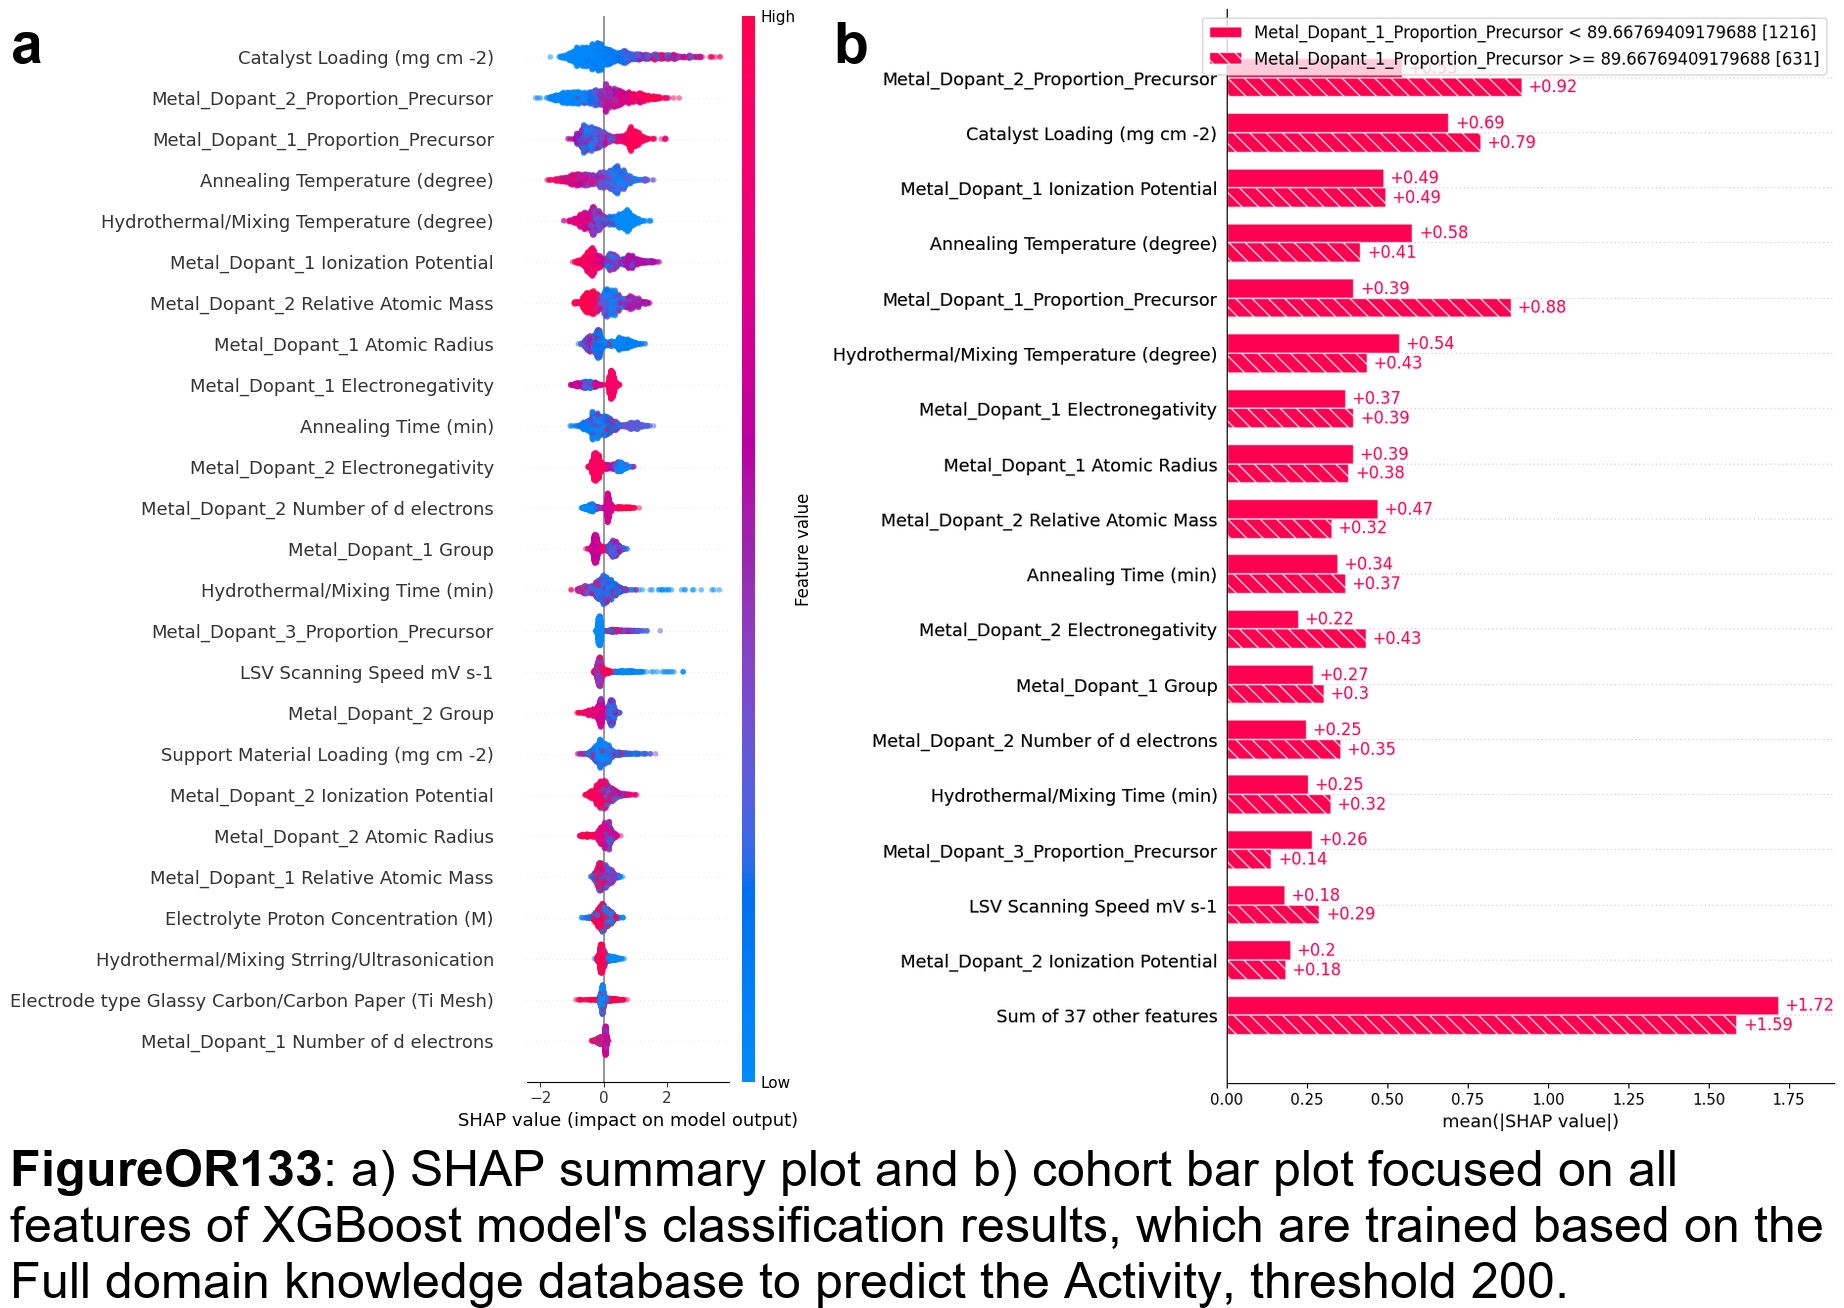 a
Catalyst Loading (mg cm -2)
Metal_Dopant_2_Proportion_Precursor
Metal_Dopant_1_Proportion_Precursor
Annealing Temperature (degree)
Hydrothermal/Mixing Temperature (degree)
Metal_Dopant_1 Ionization Potential
Metal_Dopant_2 Relative Atomic Mass
Metal_Dopant_1 Atomic Radius
Metal_Dopant_1 Electronegativity
Annealing Time (min)
Metal_Dopant_2 Electronegativity
Metal_Dopant_2 Number of d electrons
Metal_Dopant_1 Group
Hydrothermal/Mixing Time (min)
Metal_Dopant_3_Proportion_Precursor
LSV Scanning Speed mV s-1
Metal_Dopant_2 Group
Support Material Loading (mg cm -2)
Metal_Dopant_2 Ionization Potential
Metal_Dopant_2 Atomic Radius
Metal_Dopant_1 Relative Atomic Mass
Electrolyte Proton Concentration (M)
Hydrothermal/Mixing Strring/Ultrasonication
Electrode type Glassy Carbon/Carbon Paper (Ti Mesh)
Metal_Dopant_1 Number of d electrons
−2 0 2
SHAP value (impact on model output)
High
Feature value
Low
b
Metal_Dopant_1_Proportion_Precursor < 89.66769409179688 [1216]
Metal_Dopant_1_Proportion_Precursor >= 89.66769409179688 [631]
Metal_Dopant_2_Proportion_Precursor
+0.92
Catalyst Loading (mg cm -2)
+0.69
+0.79
Metal_Dopant_1 Ionization Potential
+0.49
+0.49
Annealing Temperature (degree)
+0.58
+0.41
Metal_Dopant_1_Proportion_Precursor
+0.39
+0.88
Hydrothermal/Mixing Temperature (degree)
+0.54
+0.43
Metal_Dopant_1 Electronegativity
+0.37
+0.39
Metal_Dopant_1 Atomic Radius
+0.39
+0.38
Metal_Dopant_2 Relative Atomic Mass
+0.47
+0.32
Annealing Time (min)
+0.34
+0.37
Metal_Dopant_2 Electronegativity
+0.22
+0.43
Metal_Dopant_1 Group
+0.27
+0.3
Metal_Dopant_2 Number of d electrons
+0.25
+0.35
Hydrothermal/Mixing Time (min)
+0.25
+0.32
Metal_Dopant_3_Proportion_Precursor
+0.26
+0.14
LSV Scanning Speed mV s-1
+0.18
+0.29
Metal_Dopant_2 Ionization Potential
+0.2
+0.18
Sum of 37 other features
+1.72
+1.59
0.00 0.25 0.50 0.75 1.00 1.25 1.50 1.75
mean(|SHAP value|)
FigureOR133: a) SHAP summary plot and b) cohort bar plot focused on all
features of XGBoost model's classification results, which are trained based on the
Full domain knowledge database to predict the Activity, threshold 200.